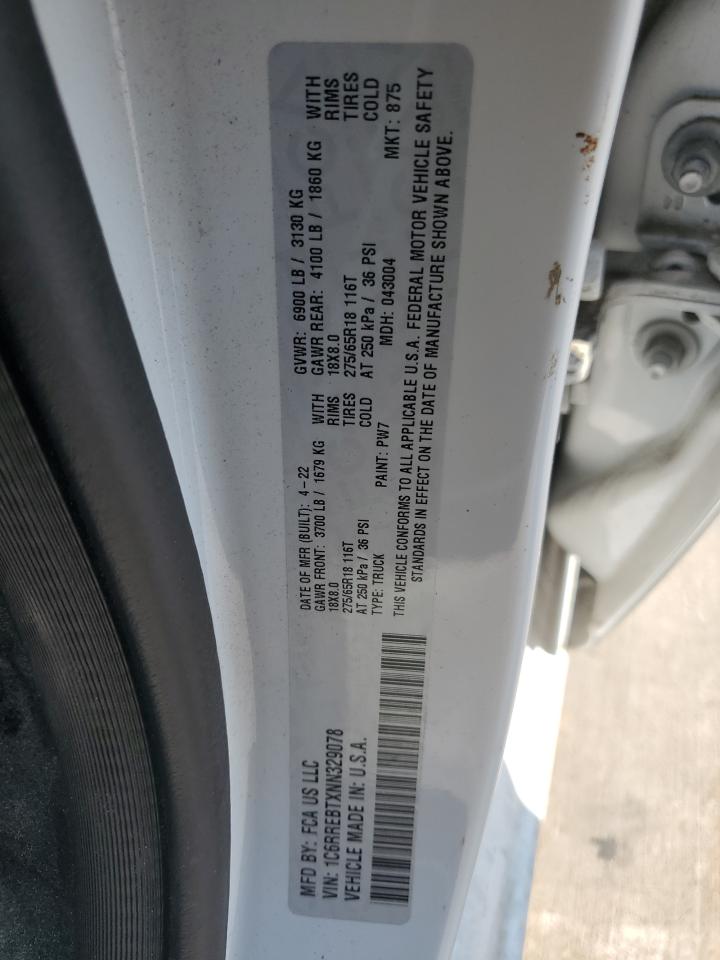 MFD BY: FCA US LLC
VIN: 1C6RREBTXNN329078
VEHICLE MADE IN: U.S.A.
DATE OF MFR (BUILT): 4-22 GVWR: 6900 LB / 3130 KG
GAWR FRONT: 3700 LB / 1679 KG WITH GAWR REAR: 4100 LB / 1860 KG WITH
18X8.0 RIMS 18X8.0 RIMS
275/65R18 116T TIRES 275/65R18 116T TIRES
AT 250 kPa / 36 PSI COLD AT 250 kPa / 36 PSI COLD
TYPE: TRUCK PAINT: PW7 MDH: 043004 MKT: 875
THIS VEHICLE CONFORMS TO ALL APPLICABLE U.S.A. FEDERAL MOTOR VEHICLE SAFETY
STANDARDS IN EFFECT ON THE DATE OF MANUFACTURE SHOWN ABOVE.